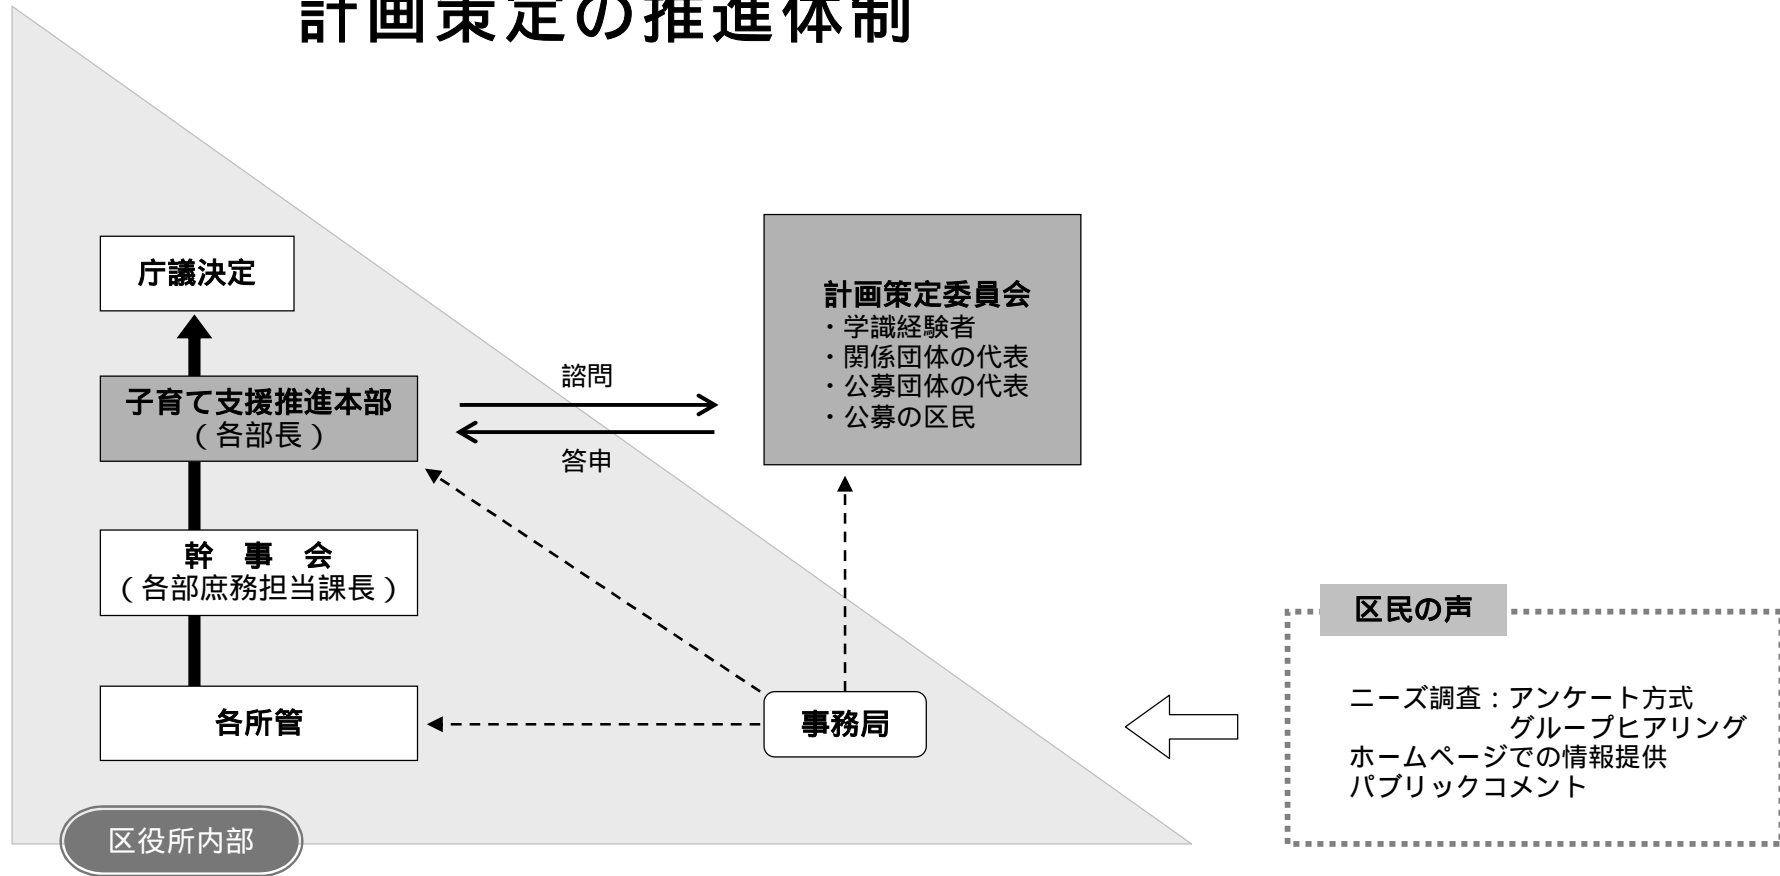 計画策定の推進体制
庁議決定
子育て支援推進本部
（各部長）
幹　事　会
（各部庶務担当課長）
各所管
区役所内部
諮問
答申
計画策定委員会
・学識経験者
・関係団体の代表
・公募団体の代表
・公募の区民
事務局
区民の声
ニーズ調査：アンケート方式
グループヒアリング
ホームページでの情報提供
パブリックコメント